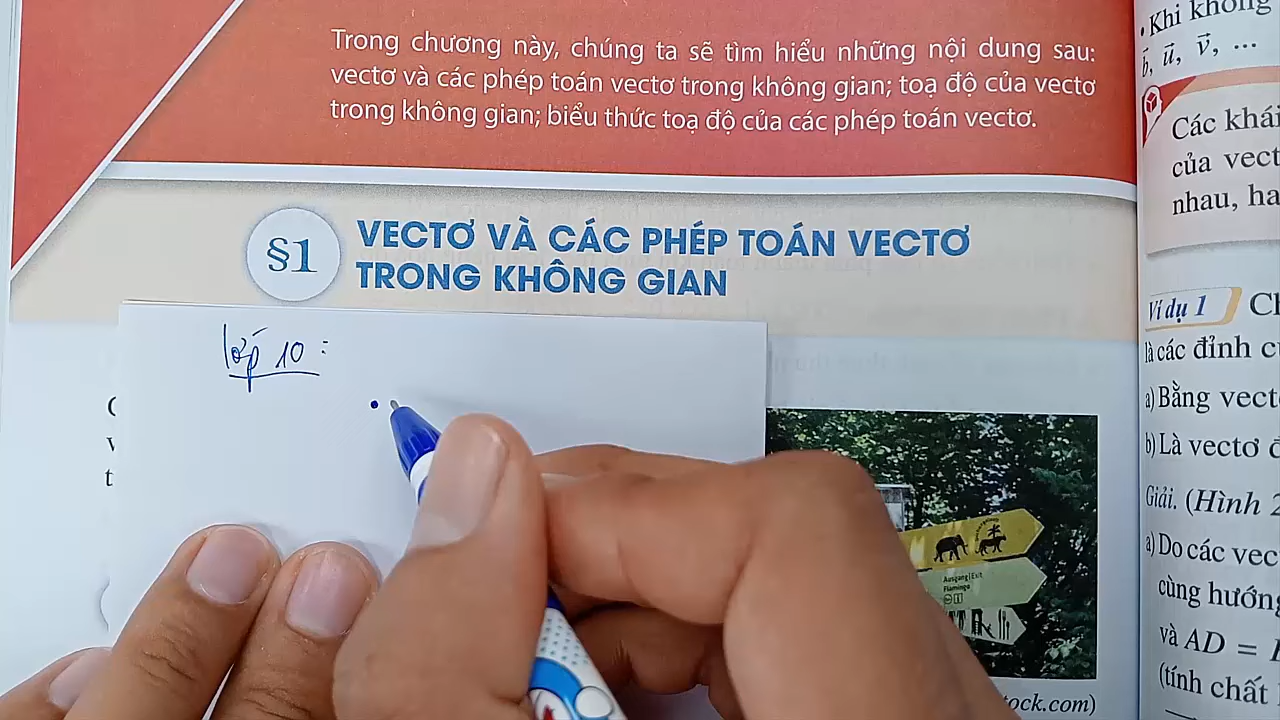 Trong chương này, chúng ta sẽ tìm hiểu những nội dung sau:
vectơ và các phép toán vectơ trong không gian; toạ độ của vectơ
trong không gian; biểu thức toạ độ của các phép toán vectơ.
§1
VECTƠ VÀ CÁC PHÉP TOÁN VECTƠ
TRONG KHÔNG GIAN
lớp 10 :
Ausgang|Exit
Flamingo
tock.com)
• Khi không
b, u, v, ...
Các khái
của vect
nhau, ha
Ví dụ 1
là các đỉnh c
a) Bằng vect
b) Là vectơ đ
Giải. (Hình 2
a) Do các vec
cùng hướng
và AD =
(tính chất